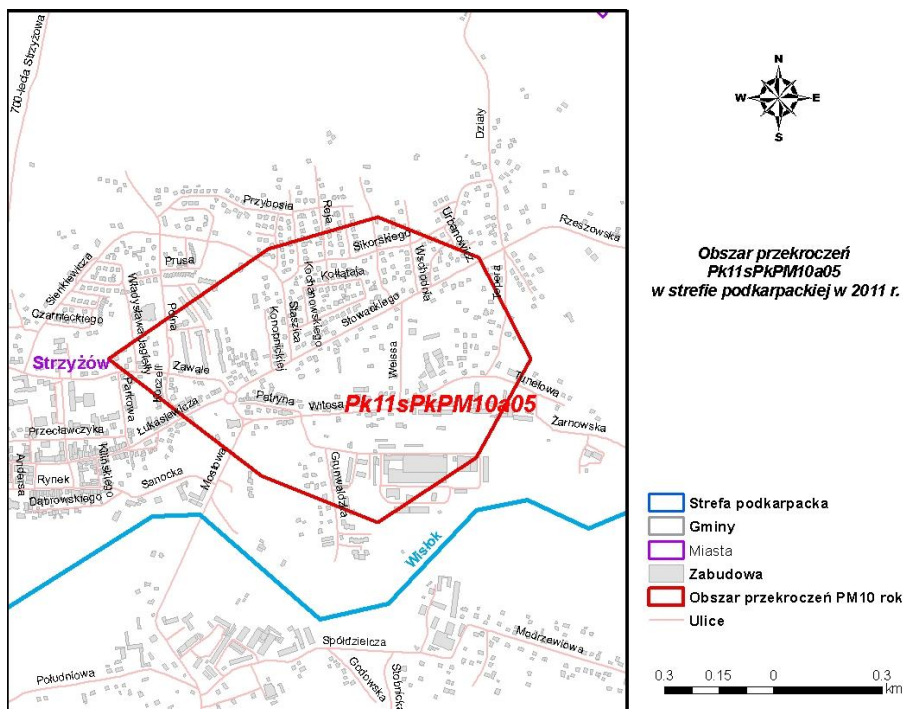 700-lecia Strzyżowa
Działy
N
W
E
S
Przybosia
Reja
Urbanowicz
Rzeszowska
Sikorskiego
Sienkiewicza
Prusa
Kołłątaja
Wschodnia
Obszar przekroczeń
Pk11sPkPM10a05
w strefie podkarpackiej w 2011 r.
Władysława Jagiełły
Polna
Kochanowskiego
Staszica
Słowackiego
Czarnieckiego
Konopnickiej
Strzyżów
Zawale
Weissa
Tunelowa
Parkowa
Patryna
Witosa
Pk11sPkPM10a05
Łukasiewicza
Żarnowska
Przecławczyka
Kilińskiego
Andersa
Rynek
Mostowa
Grunwaldzka
Sanocka
Dąbrowskiego
Strefa podkarpacka
Gminy
Wisłok
Miasta
Zabudowa
Obszar przekroczeń PM10 rok
Ulice
Modrzewiowa
Spółdzielcza
Godowska
Słobnicka
Południowa
0.3
0.15
0
0.3
km